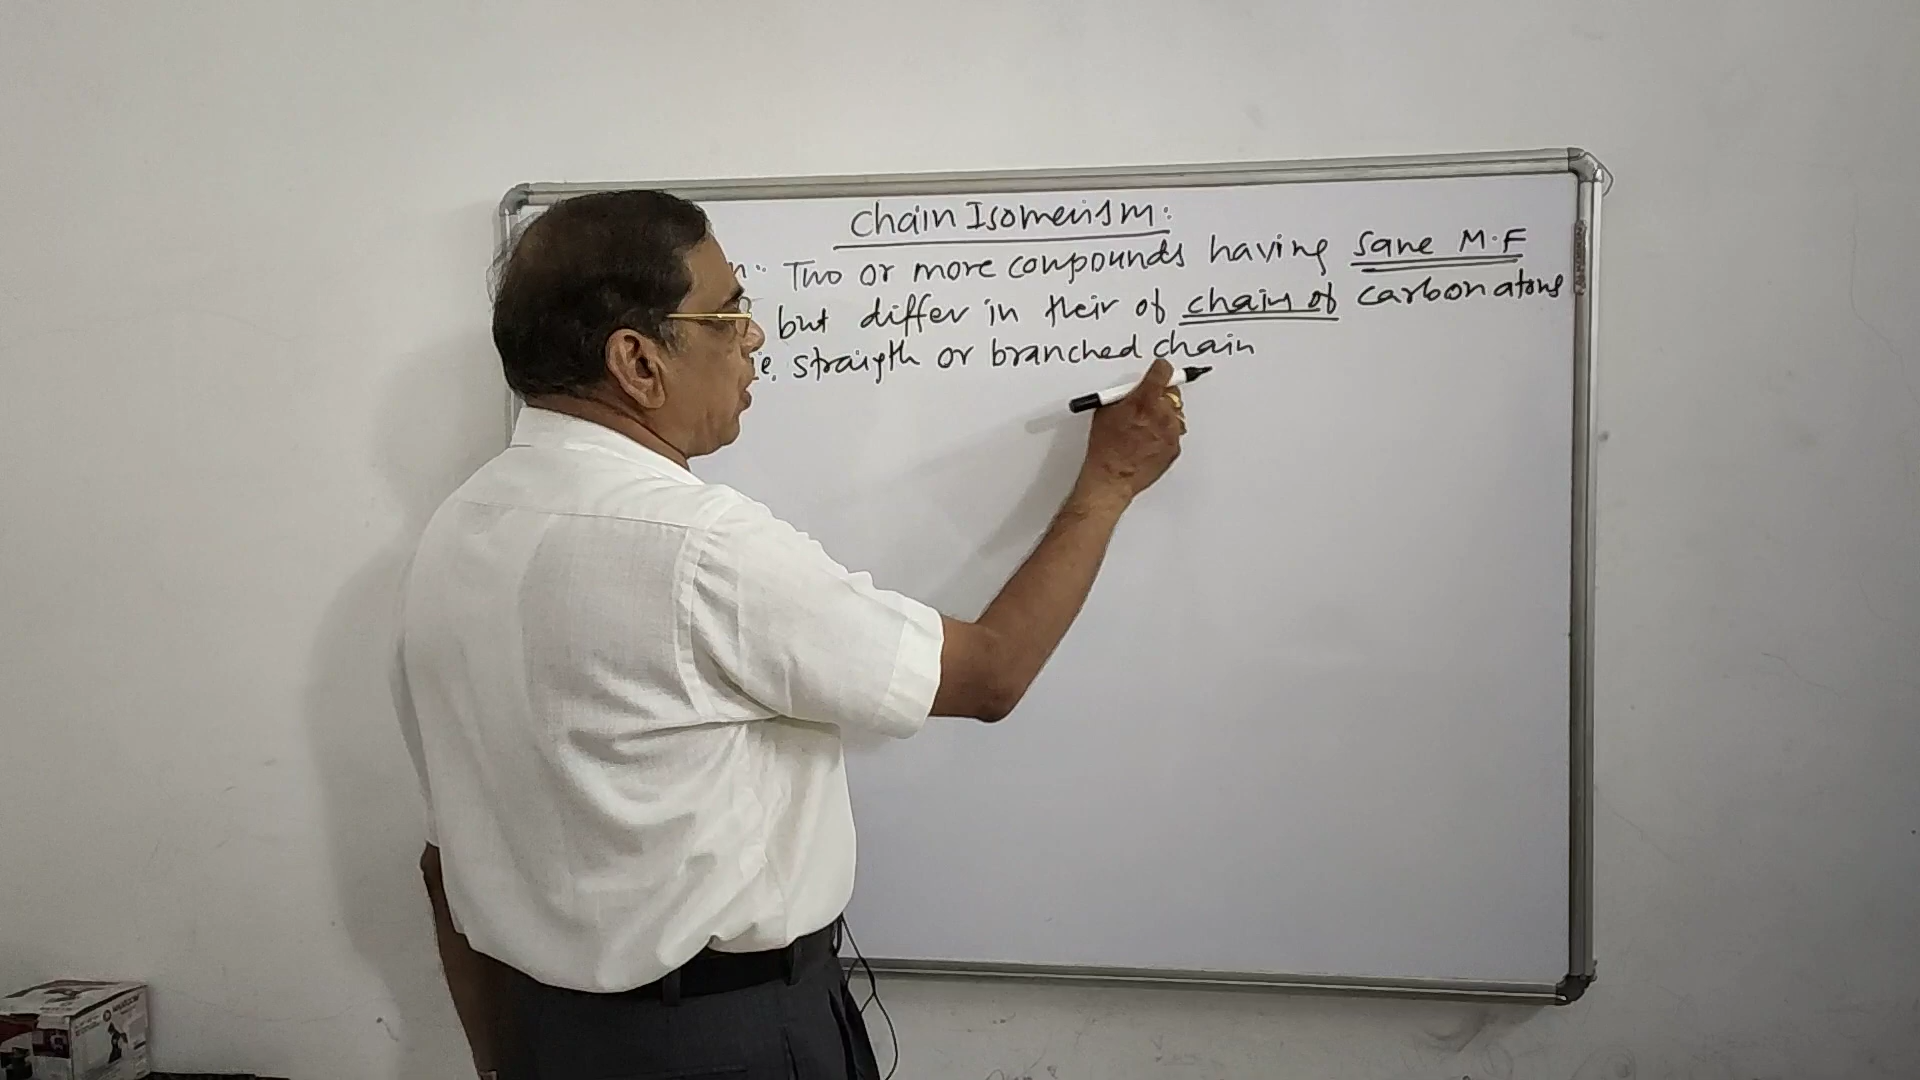 Chain Isomerism:
n: Two or more compounds having same M.F
but differ in their of chain of carbon atoms
ie. straigth or branched chain